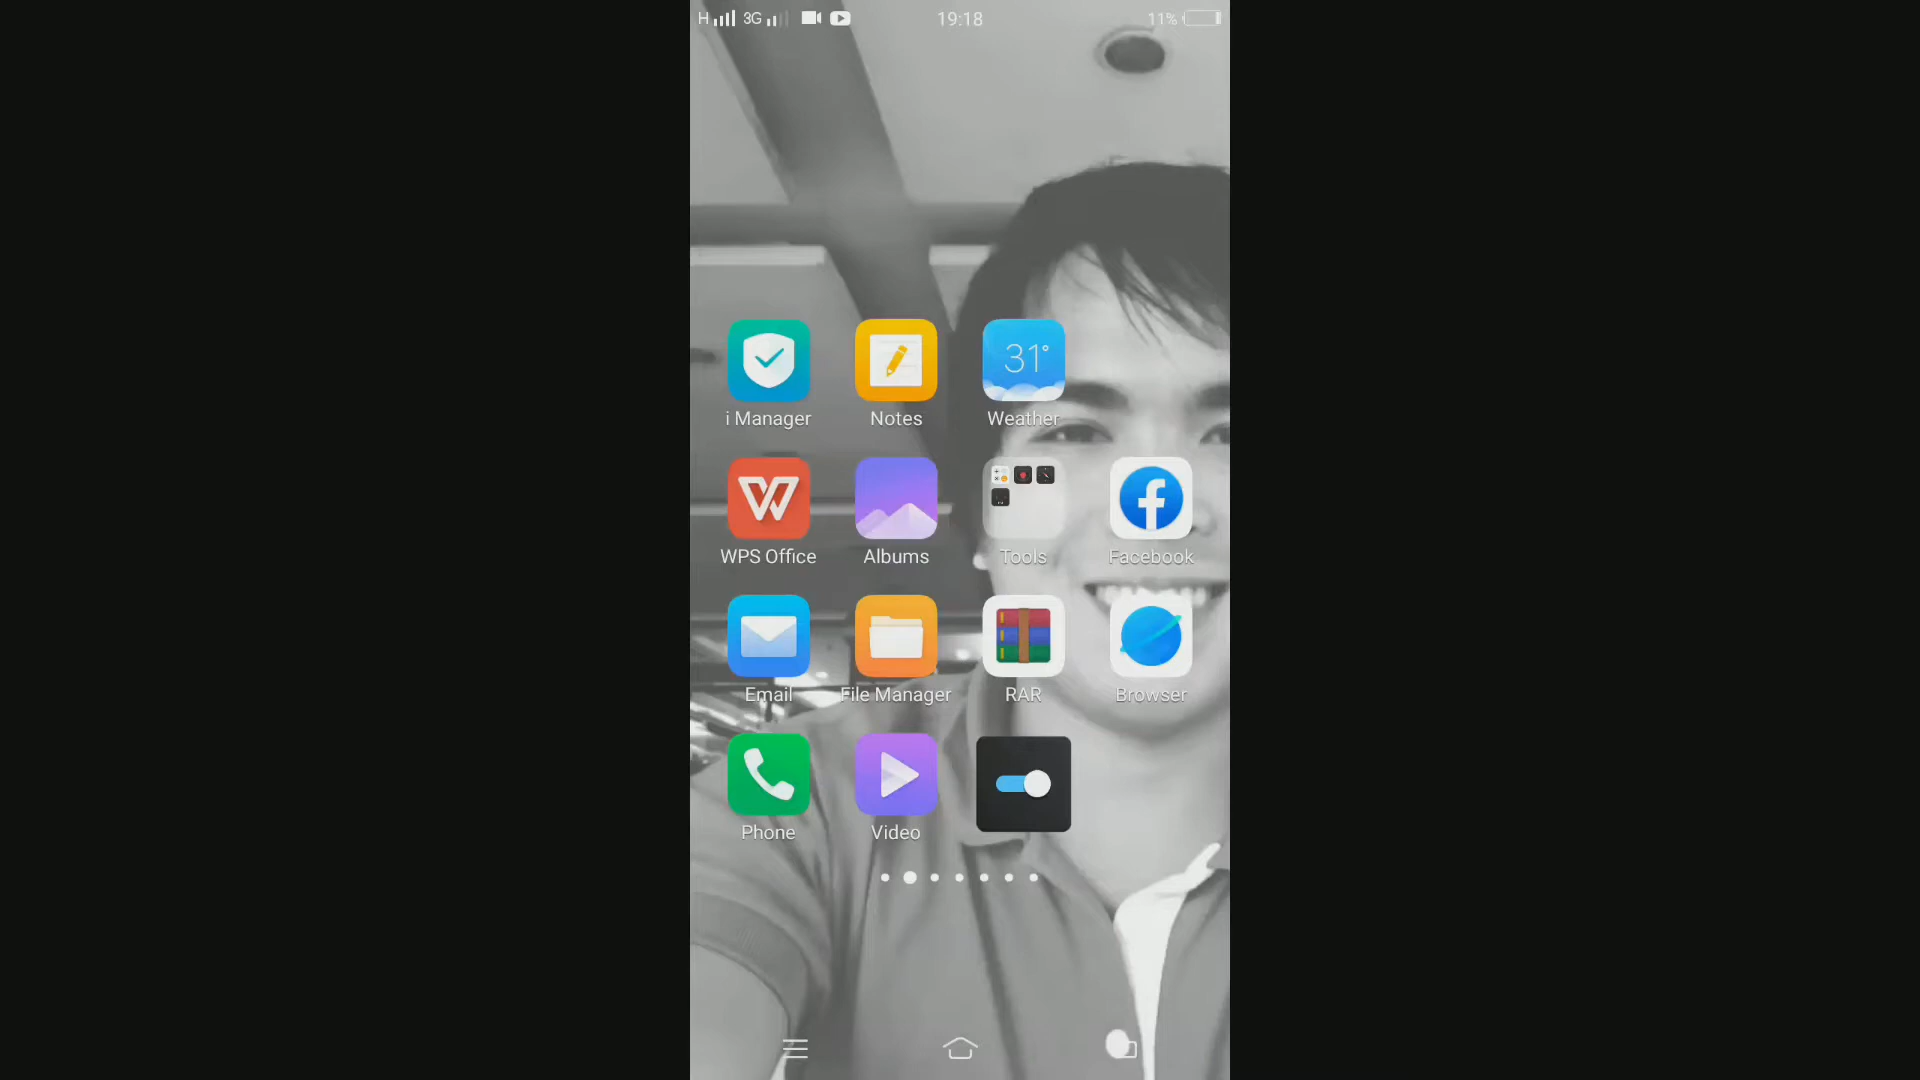 H 3G 19:18 11%
31°
i Manager Notes Weather
WPS Office Albums Tools Facebook
Email File Manager RAR Browser
Phone Video